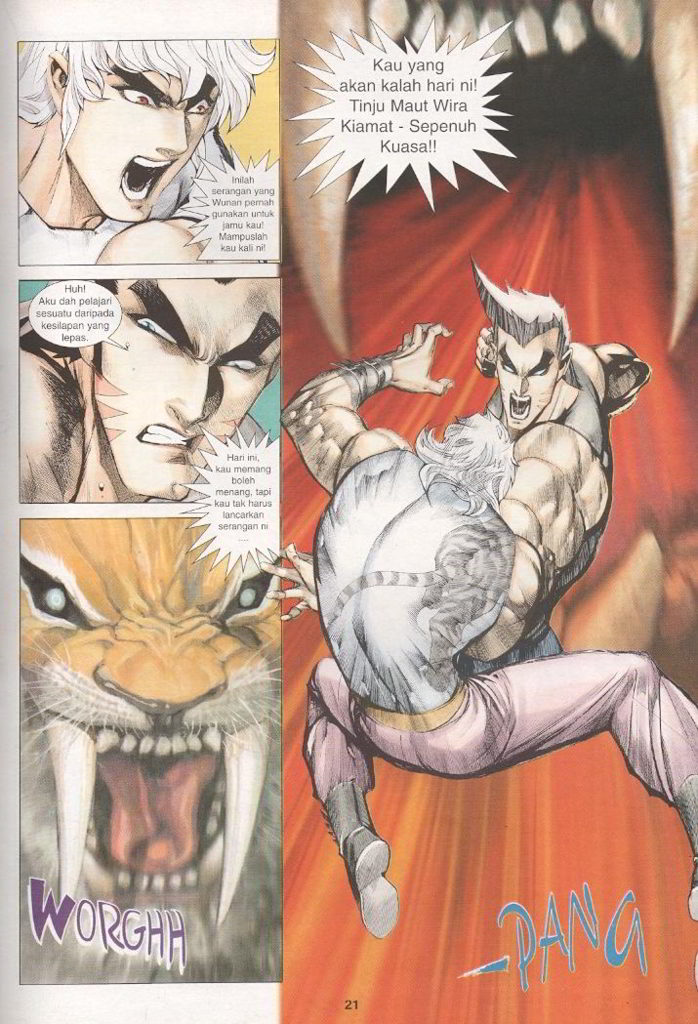 Inilah
serangan yang
Wunan pernah
gunakan untuk
jamu kau!
Mampuslah
kau kali ni!
Huh!
Aku dah pelajari
sesuatu daripada
kesilapan yang
lepas.
Hari ini,
kau memang
boleh
menang, tapi
kau tak harus
lancarkan
serangan ni
....
WORGHH
Kau yang
akan kalah hari ni!
Tinju Maut Wira
Kiamat - Sepenuh
Kuasa!!
PANG
21